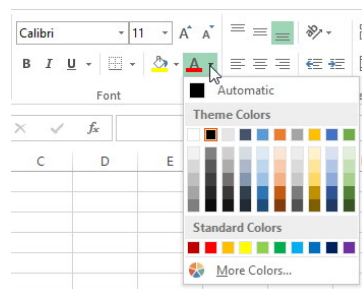 Calibri 11 A A
B I U A
Font
Automatic
Theme Colors
fx
C D E
Standard Colors
More Colors...